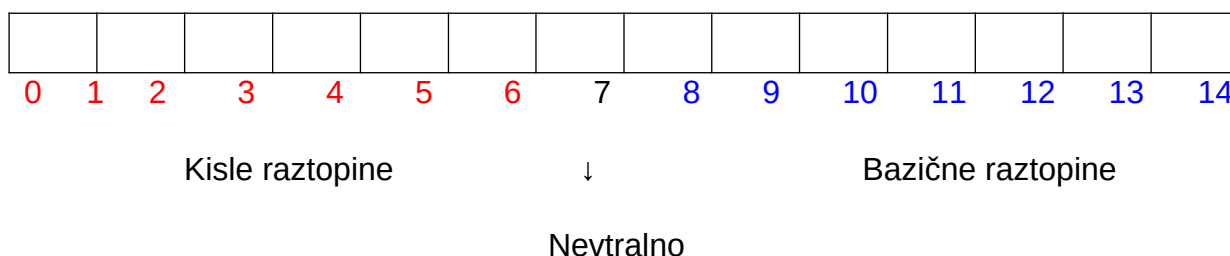 0 1 2 3 4 5 6 7 8 9 10 11 12 13 14
Kisle raztopine ↓ Bazične raztopine
Nevtralno